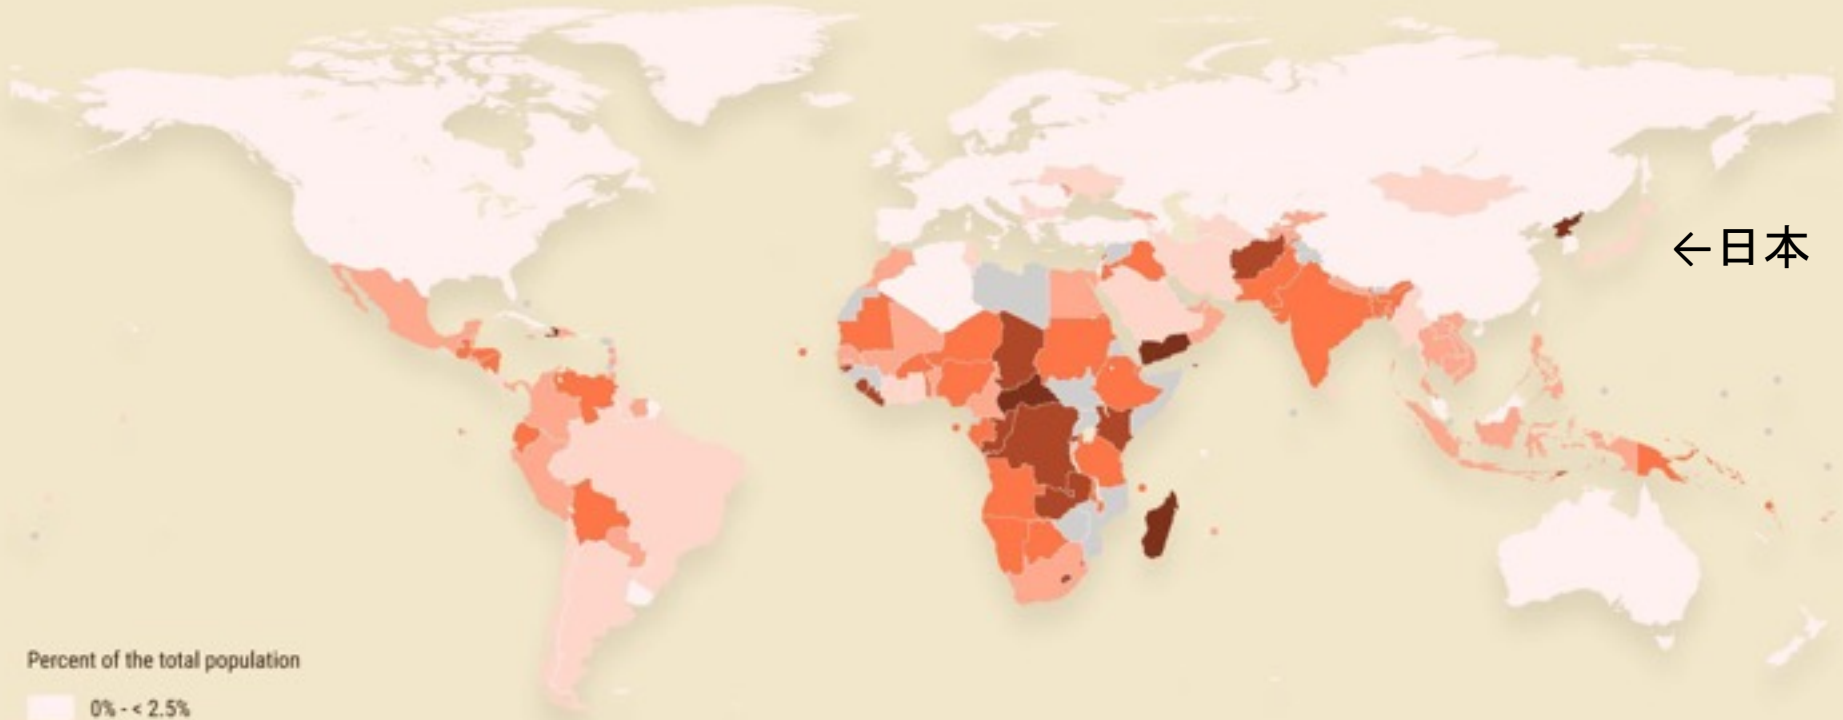 ←日本
Percent of the total population
0% - < 2.5%